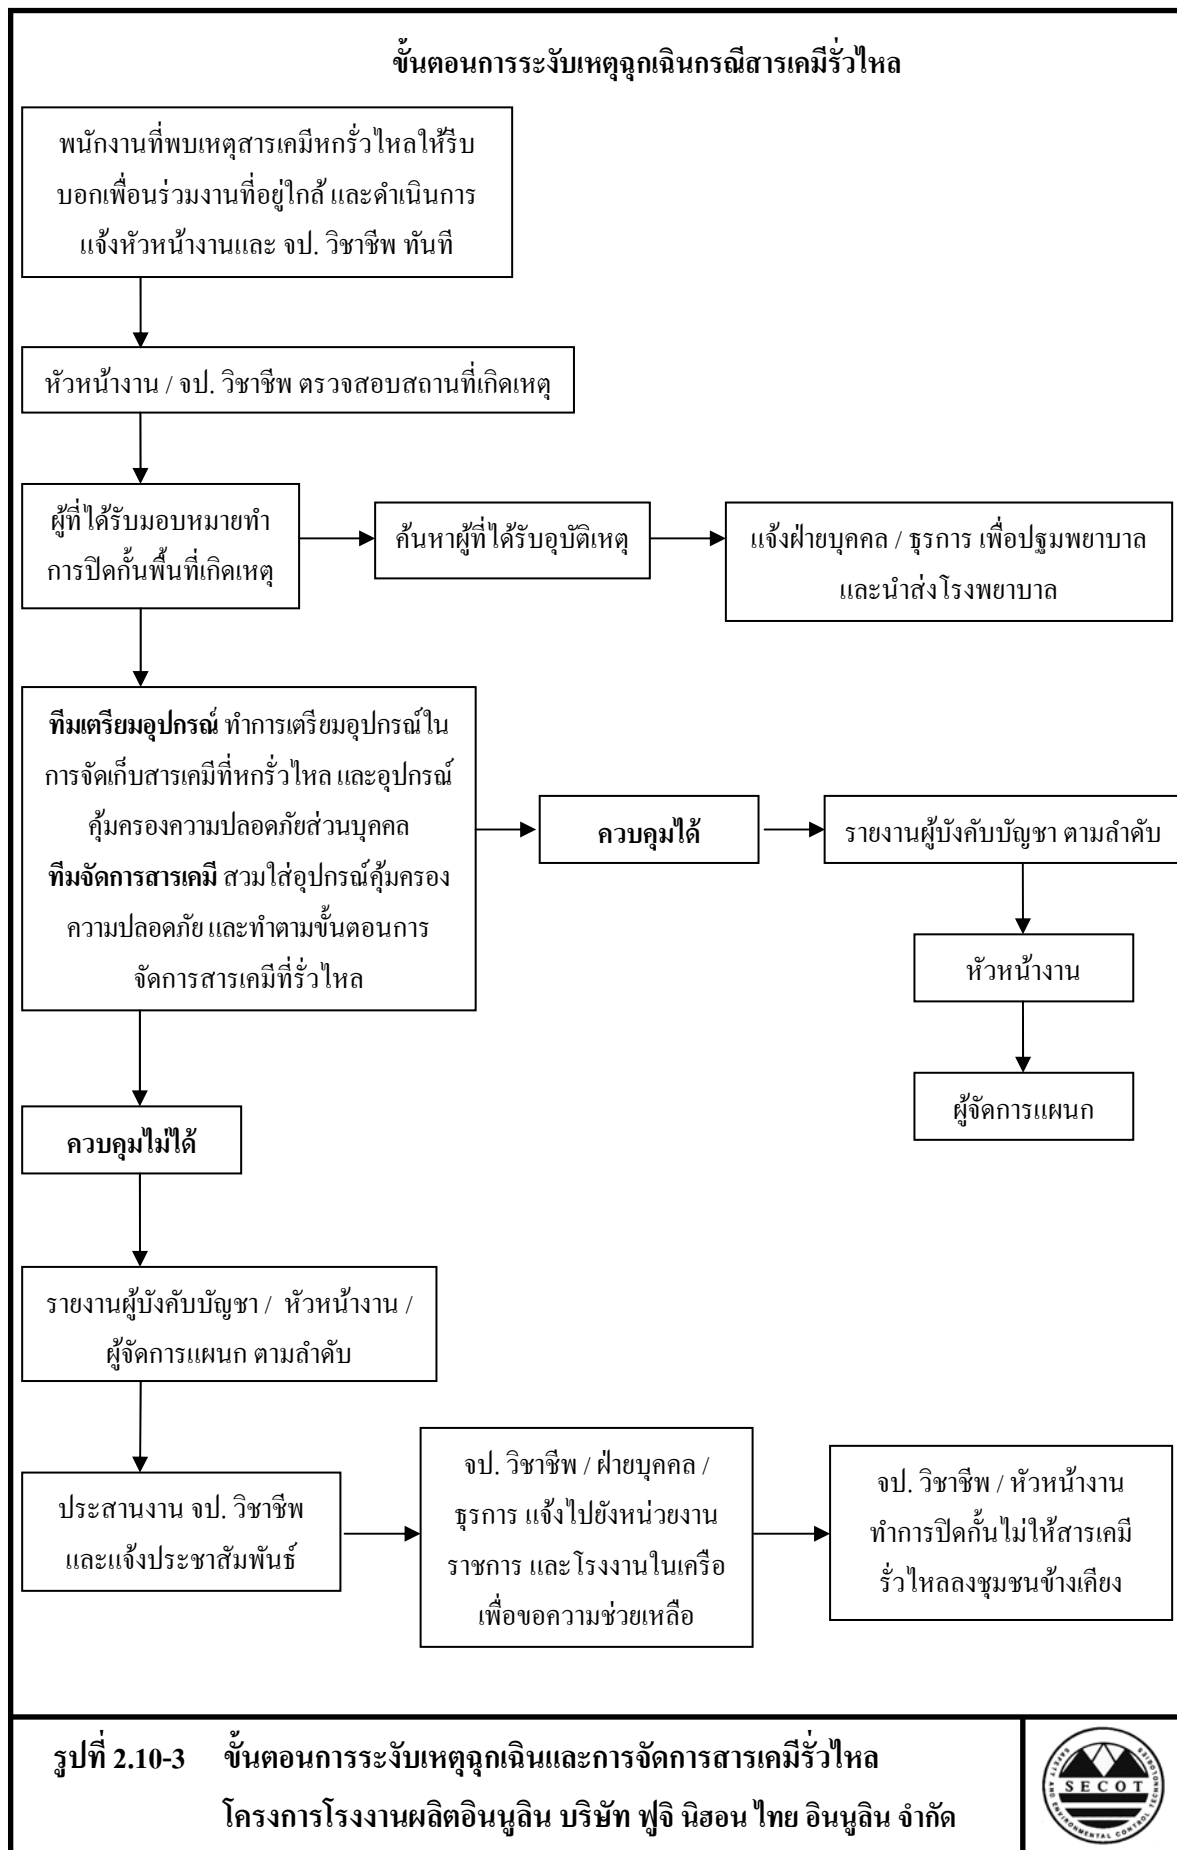 ขั้นตอนการระงับเหตุฉุกเฉินกรณีสารเคมีรั่วไหล
พนักงานที่พบเหตุสารเคมีหกรั่วไหลให้รีบ
บอกเพื่อนร่วมงานที่อยู่ใกล้ และดำเนินการ
แจ้งหัวหน้างานและ จป. วิชาชีพ ทันที
หัวหน้างาน / จป. วิชาชีพ ตรวจสอบสถานที่เกิดเหตุ
ผู้ที่ได้รับมอบหมายทำ
การปิดกั้นพื้นที่เกิดเหตุ
ค้นหาผู้ที่ได้รับอุบัติเหตุ
แจ้งฝ่ายบุคคล / ธุรการ เพื่อปฐมพยาบาล
และนำส่งโรงพยาบาล
ทีมเตรียมอุปกรณ์ ทำการเตรียมอุปกรณ์ใน
การจัดเก็บสารเคมีที่หกรั่วไหล และอุปกรณ์
คุ้มครองความปลอดภัยส่วนบุคคล
ทีมจัดการสารเคมี สวมใส่อุปกรณ์คุ้มครอง
ความปลอดภัย และทำตามขั้นตอนการ
จัดการสารเคมีที่รั่วไหล
ควบคุมได้
รายงานผู้บังคับบัญชา ตามลำดับ
หัวหน้างาน
ผู้จัดการแผนก
ควบคุมไม่ได้
รายงานผู้บังคับบัญชา / หัวหน้างาน /
ผู้จัดการแผนก ตามลำดับ
ประสานงาน จป. วิชาชีพ
และแจ้งประชาสัมพันธ์
จป. วิชาชีพ / ฝ่ายบุคคล /
ธุรการ แจ้งไปยังหน่วยงาน
ราชการ และโรงงานในเครือ
เพื่อขอความช่วยเหลือ
จป. วิชาชีพ / หัวหน้างาน
ทำการปิดกั้นไม่ให้สารเคมี
รั่วไหลลงชุมชนข้างเคียง
รูปที่ 2.10-3 ขั้นตอนการระงับเหตุฉุกเฉินและการจัดการสารเคมีรั่วไหล
โครงการโรงงานผลิตอินนูลิน บริษัท ฟูจิ นิฮอน ไทย อินนูลิน จำกัด
SECOT
SAFETY AND ENVIRONMENTAL CONTROL TECHNOLOGIES